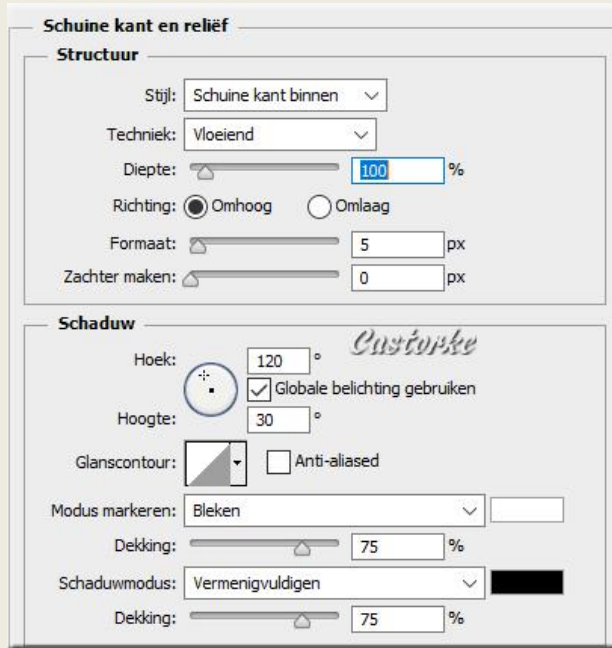 Schuine kant en reliëf
Structuur
Stijl: Schuine kant binnen
Techniek: Vloeiend
Diepte: 100 %
Richting: Omhoog Omlaag
Formaat: 5 px
Zachter maken: 0 px
Schaduw
Castorke
Hoek: 120 °
Globale belichting gebruiken
Hoogte: 30 °
Glanscontour: Anti-aliased
Modus markeren: Bleken
Dekking: 75 %
Schaduwmodus: Vermenigvuldigen
Dekking: 75 %